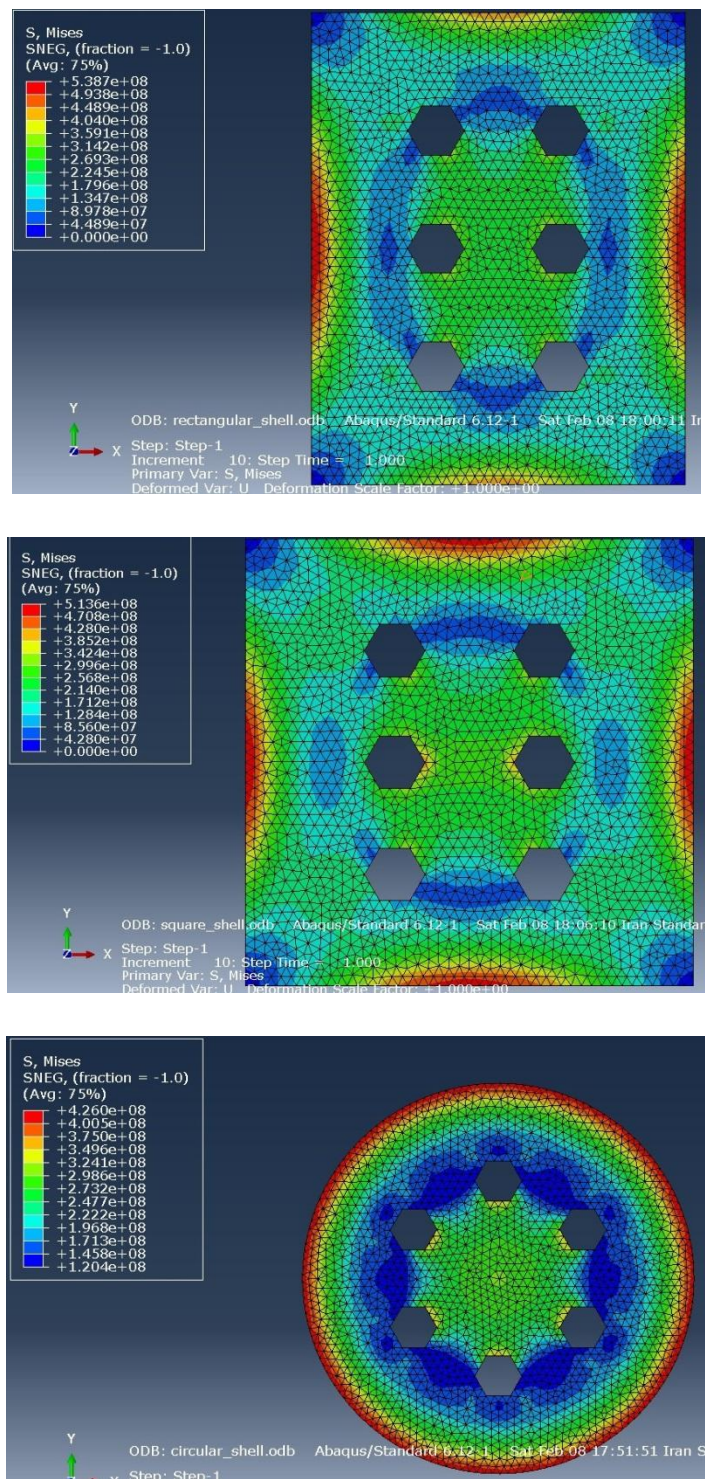 S, Mises
SNEG, (fraction = -1.0)
(Avg: 75%)
+5.387e+08
+4.938e+08
+4.489e+08
+4.040e+08
+3.591e+08
+3.142e+08
+2.693e+08
+2.245e+08
+1.796e+08
+1.347e+08
+8.978e+07
+4.489e+07
+0.000e+00
Y
X
Z
ODB: rectangular_shell.odb Abaqus/Standard 6.12-1 Sat Feb 08 18:00:11 Ir
Step: Step-1
Increment 10: Step Time = 1.000
Primary Var: S, Mises
Deformed Var: U Deformation Scale Factor: +1.000e+00
S, Mises
SNEG, (fraction = -1.0)
(Avg: 75%)
+5.136e+08
+4.708e+08
+4.280e+08
+3.852e+08
+3.424e+08
+2.996e+08
+2.568e+08
+2.140e+08
+1.712e+08
+1.284e+08
+8.560e+07
+4.280e+07
+0.000e+00
Y
X
Z
ODB: square_shell.odb Abaqus/Standard 6.12-1 Sat Feb 08 18:06:10 Iran Standar
Step: Step-1
Increment 10: Step Time = 1.000
Primary Var: S, Mises
Deformed Var: U Deformation Scale Factor: +1.000e+00
S, Mises
SNEG, (fraction = -1.0)
(Avg: 75%)
+4.260e+08
+4.005e+08
+3.750e+08
+3.496e+08
+3.241e+08
+2.986e+08
+2.732e+08
+2.477e+08
+2.222e+08
+1.968e+08
+1.713e+08
+1.458e+08
+1.204e+08
Y
X
ODB: circular_shell.odb Abaqus/Standard 6.12-1 Sat Feb 08 17:51:51 Iran S
Step: Step-1